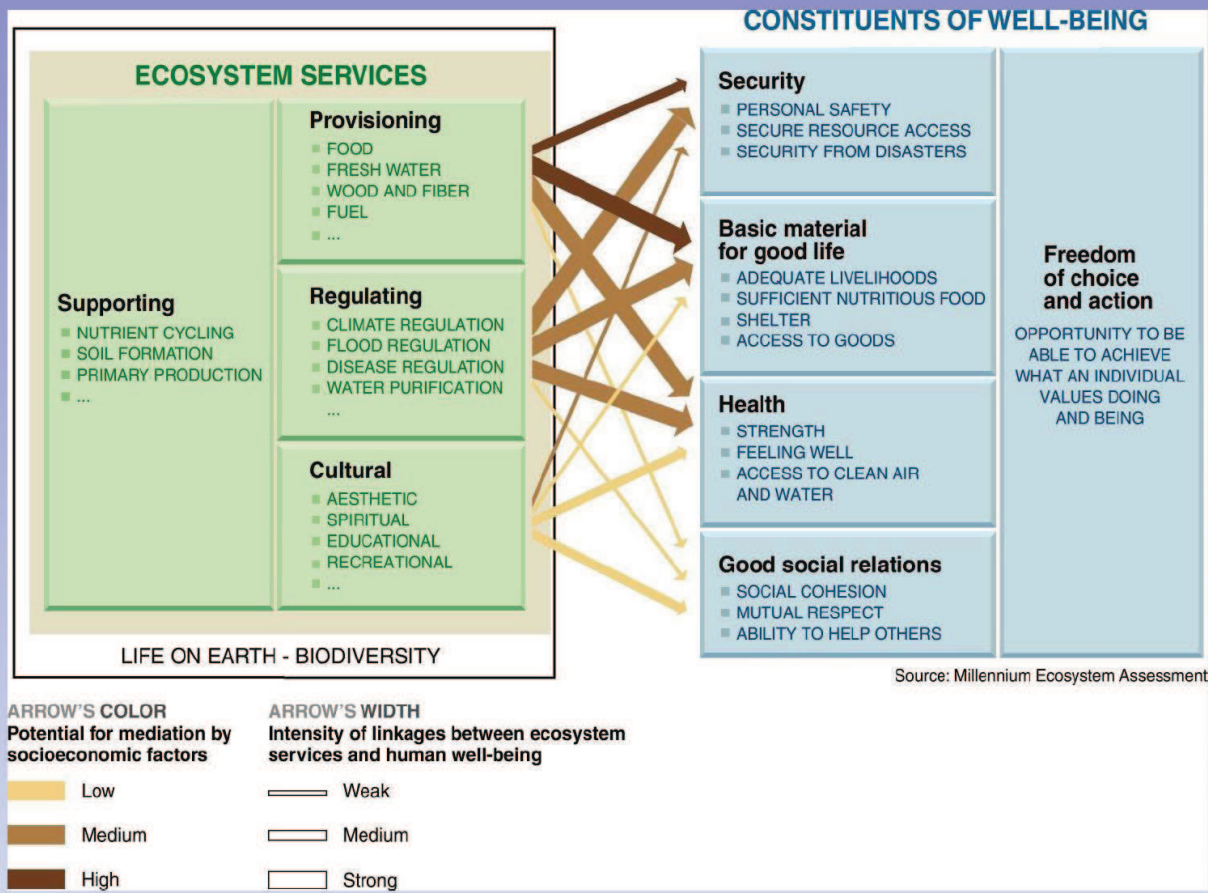 CONSTITUENTS OF WELL-BEING
ECOSYSTEM SERVICES
Supporting
NUTRIENT CYCLING
SOIL FORMATION
PRIMARY PRODUCTION
...
Provisioning
FOOD
FRESH WATER
WOOD AND FIBER
FUEL
...
Regulating
CLIMATE REGULATION
FLOOD REGULATION
DISEASE REGULATION
WATER PURIFICATION
...
Cultural
AESTHETIC
SPIRITUAL
EDUCATIONAL
RECREATIONAL
...
LIFE ON EARTH - BIODIVERSITY
Security
PERSONAL SAFETY
SECURE RESOURCE ACCESS
SECURITY FROM DISASTERS
Basic material
for good life
ADEQUATE LIVELIHOODS
SUFFICIENT NUTRITIOUS FOOD
SHELTER
ACCESS TO GOODS
Health
STRENGTH
FEELING WELL
ACCESS TO CLEAN AIR
AND WATER
Good social relations
SOCIAL COHESION
MUTUAL RESPECT
ABILITY TO HELP OTHERS
Freedom
of choice
and action
OPPORTUNITY TO BE
ABLE TO ACHIEVE
WHAT AN INDIVIDUAL
VALUES DOING
AND BEING
Source: Millennium Ecosystem Assessment
ARROW'S COLOR
Potential for mediation by
socioeconomic factors
Low
Medium
High
ARROW'S WIDTH
Intensity of linkages between ecosystem
services and human well-being
Weak
Medium
Strong